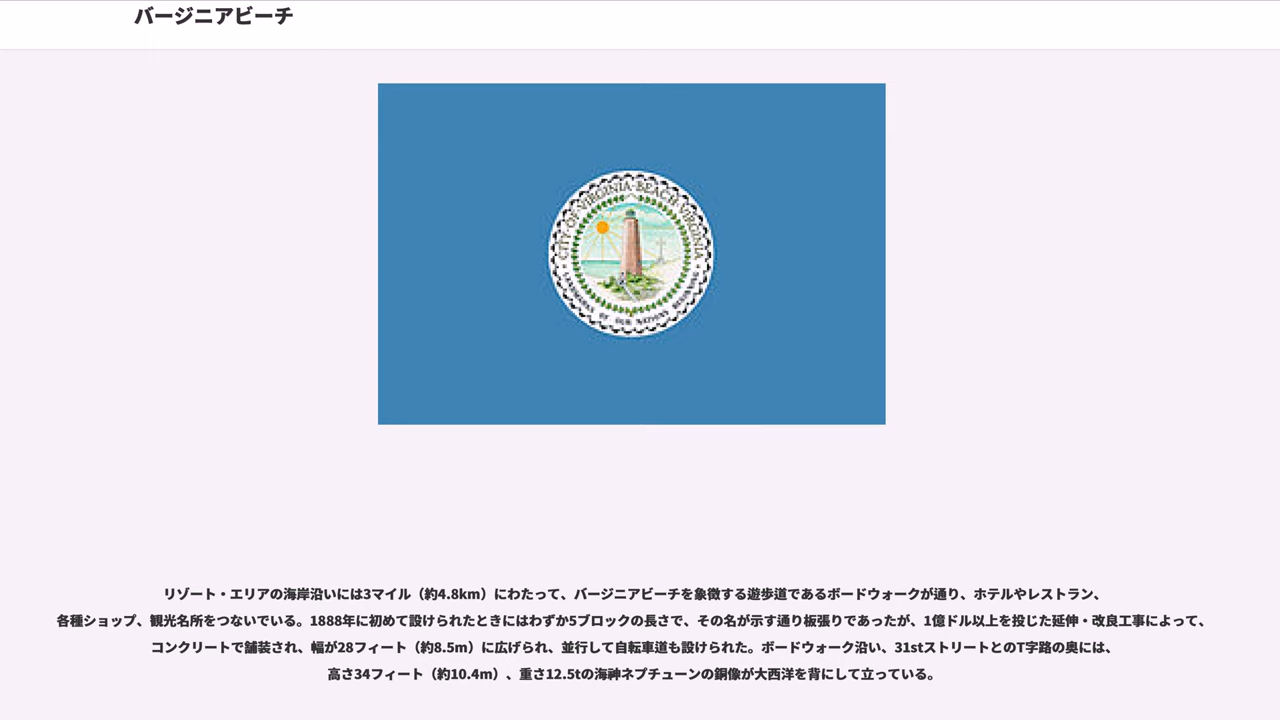 バージニアビーチ
CITY OF VIRGINIA BEACH VIRGINIA
LANDMARKS OF OUR NATIONS BEGINNING
リゾート・エリアの海岸沿いには3マイル（約4.8km）にわたって、バージニアビーチを象徴する遊歩道であるボードウォークが通り、ホテルやレストラン、
各種ショップ、観光名所をつないでいる。1888年に初めて設けられたときにはわずか5ブロックの長さで、その名が示す通り板張りであったが、1億ドル以上を投じた延伸・改良工事によって、
コンクリートで舗装され、幅が28フィート（約8.5m）に広げられ、並行して自転車道も設けられた。ボードウォーク沿い、31stストリートとのT字路の奥には、
高さ34フィート（約10.4m）、重さ12.5tの海神ネプチューンの銅像が大西洋を背にして立っている。